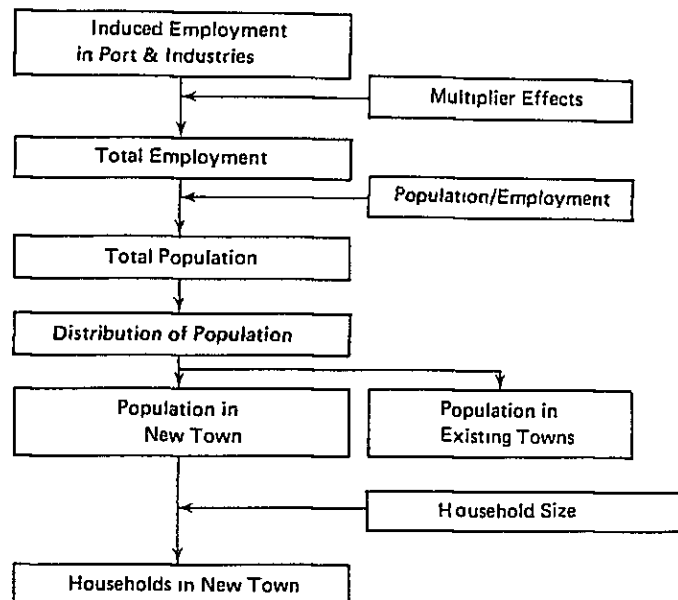 Induced Employment
in Port & Industries
Multiplier Effects
Total Employment
Population/Employment
Total Population
Distribution of Population
Population in
New Town
Population in
Existing Towns
Household Size
Households in New Town